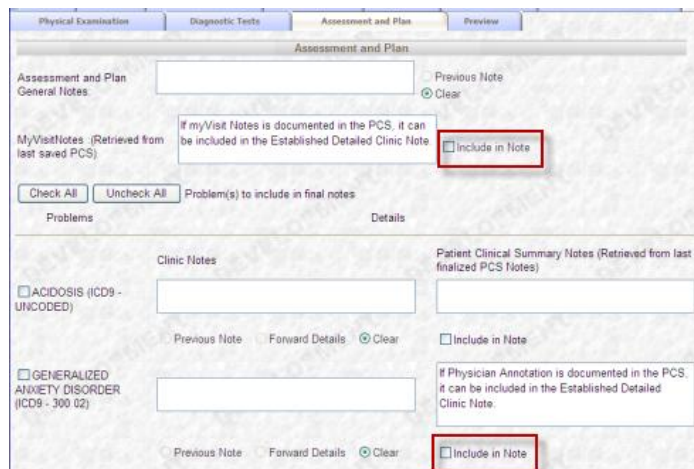 Physical Examination Diagnostic Tests Assessment and Plan Preview
Assessment and Plan
Assessment and Plan
General Notes:
Previous Note
Clear
MyVisitNotes :(Retrieved from
last saved PCS)
If myVisit Notes is documented in the PCS, it can
be included in the Established Detailed Clinic Note.
Include in Note
Check All Uncheck All Problem(s) to include in final notes
Problems Details
Clinic Notes
Patient Clinical Summary Notes (Retrieved from last
finalized PCS Notes)
ACIDOSIS (ICD9 -
UNCODED)
Previous Note Forward Details Clear Include in Note
GENERALIZED
ANXIETY DISORDER
(ICD9 - 300.02)
If Physician Annotation is documented in the PCS,
it can be included in the Established Detailed
Clinic Note.
Previous Note Forward Details Clear Include in Note